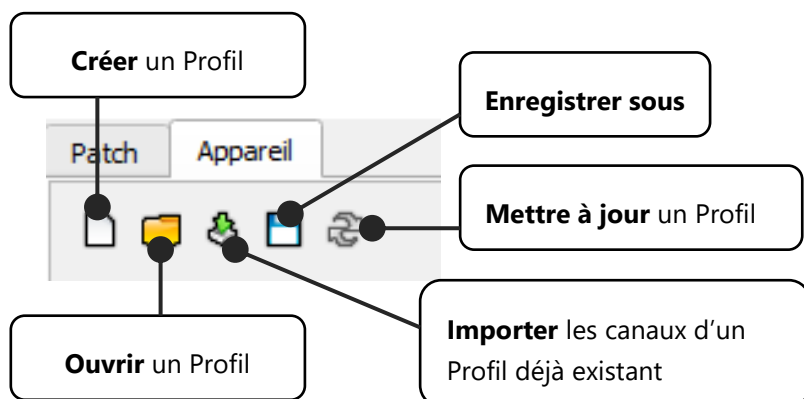 Créer un Profil
Enregistrer sous
Patch
Appareil
Mettre à jour un Profil
Importer les canaux d’un
Profil déjà existant
Ouvrir un Profil